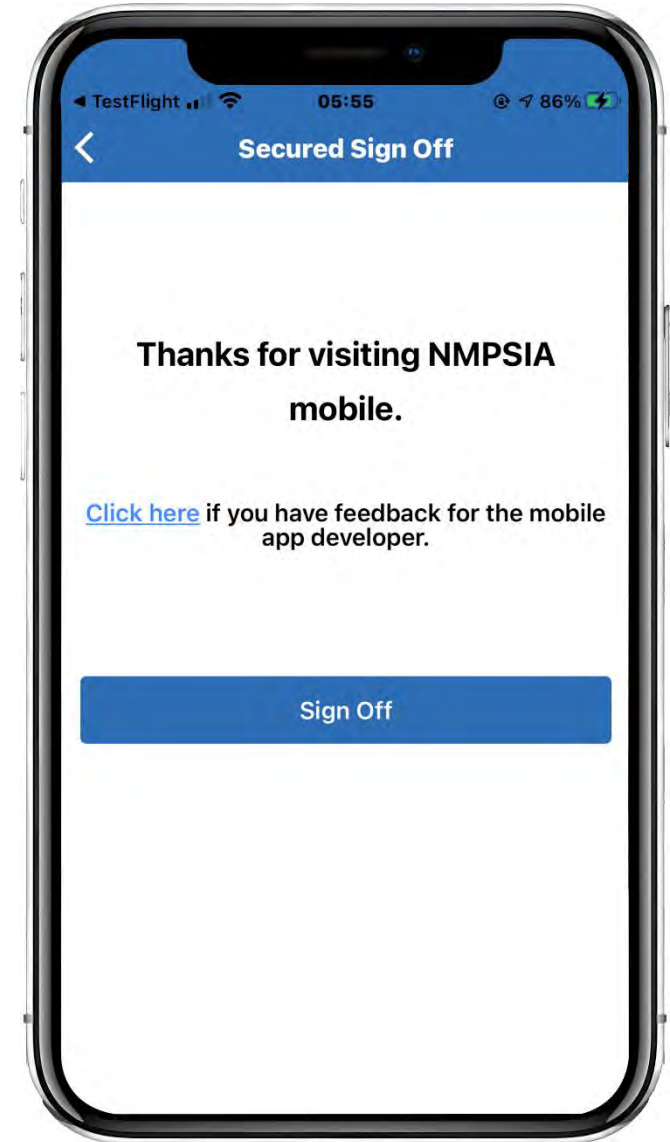 TestFlight 05:55 86%
Secured Sign Off
Thanks for visiting NMPSIA
mobile.
Click here if you have feedback for the mobile
app developer.
Sign Off